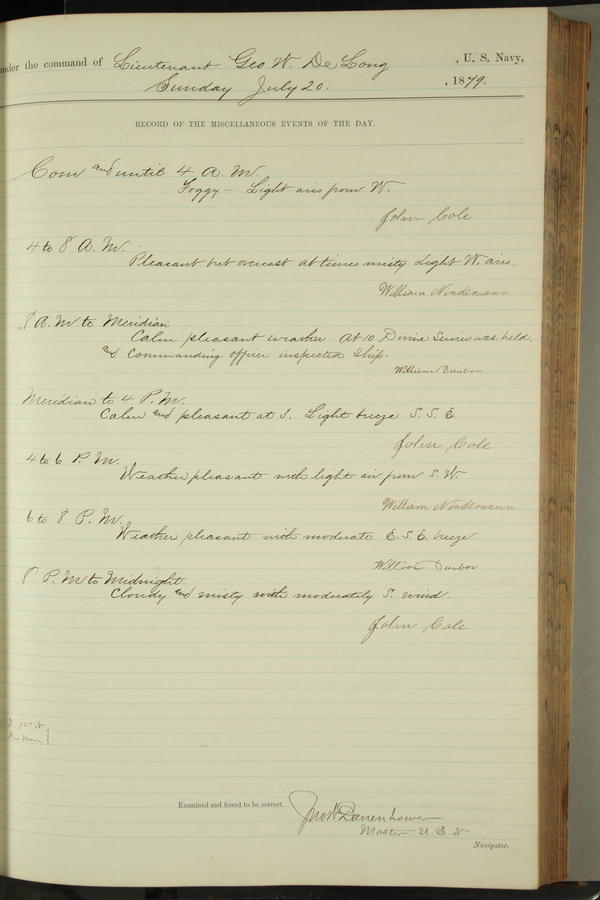 under the command of Lieutenant Geo. W. De Long , U. S. Navy,
Sunday July 20. , 1879.
RECORD OF THE MISCELLANEOUS EVENTS OF THE DAY.
Com and until 4 A. M.
Foggy – Light airs from W.
John Cole
4 to 8 A. M.
Pleasant but overcast at times misty Light W. airs.
William Nindemann
8 A. M to Meridian
Calm pleasant weather At 10 Divine Service was held,
and Commanding officer inspected ship.
William Dunbar
Meridian to 4 P. M.
Calm and pleasant at 3. Light breeze S. S. E.
John Cole
4 to 6 P. M.
Weather pleasant with light air from S. W.
William Nindemann
6 to 8 P. M.
Weather pleasant with moderate E. S. E. breeze
William Dunbar
8 P. M to Midnight.
Cloudy and misty with moderately S. wind.
John Cole
Examined and found to be correct.
Jno W Danenhower
Master U. S. N
Navigator.